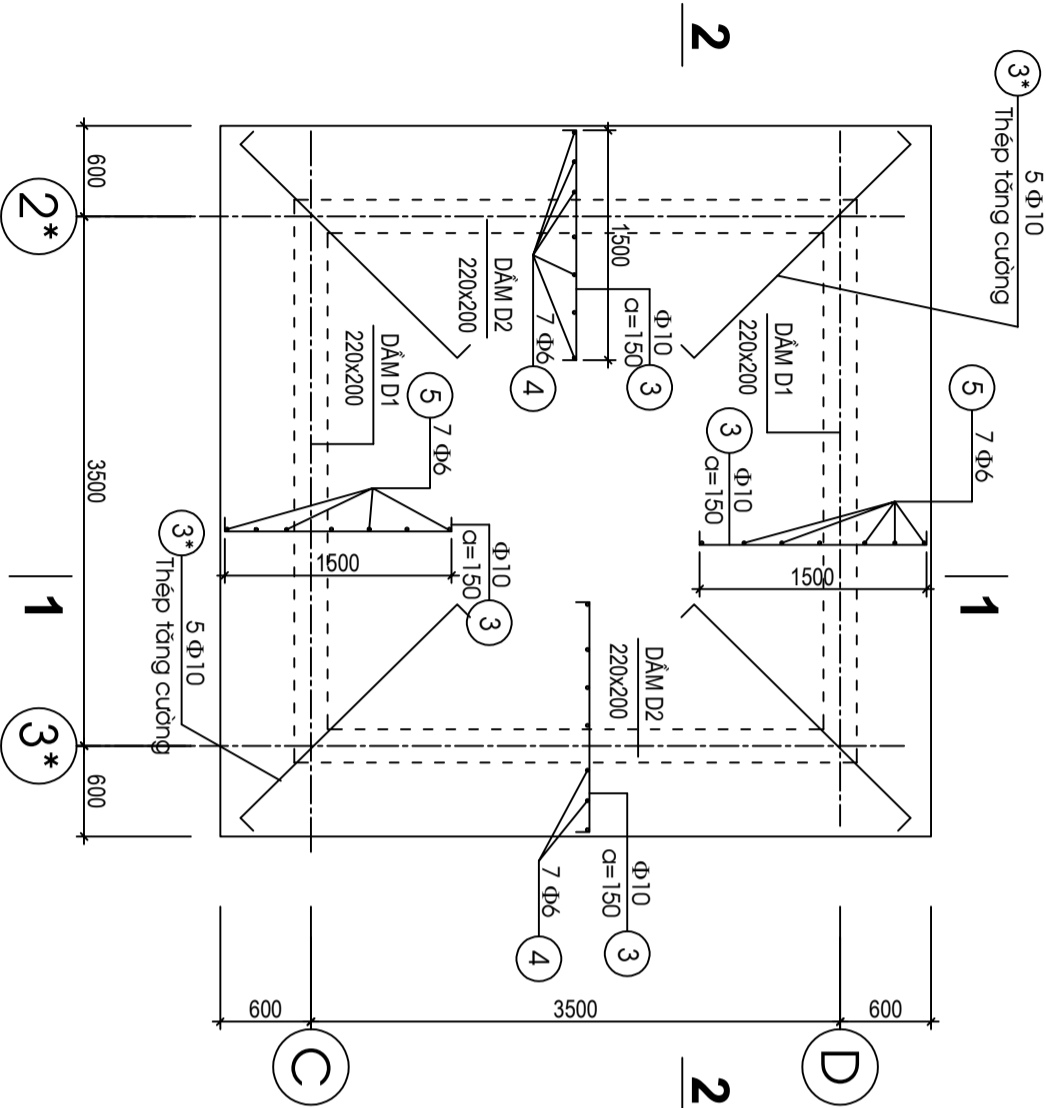 5 Φ10
3*
Thép tăng cường
5
7 Φ6
3
Φ10
a=150
1500
1
DẦM D1
220x200
2
2
D
600
3500
600
C
1500
Φ10
a=150
3
DẦM D2
220x200
7 Φ6
4
DẦM D2
220x200
Φ10
a=150
3
7 Φ6
4
DẦM D1
220x200
5
7 Φ6
Φ10
a=150
3
1500
5 Φ10
3*
Thép tăng cường
1
600
3500
600
2*
3*